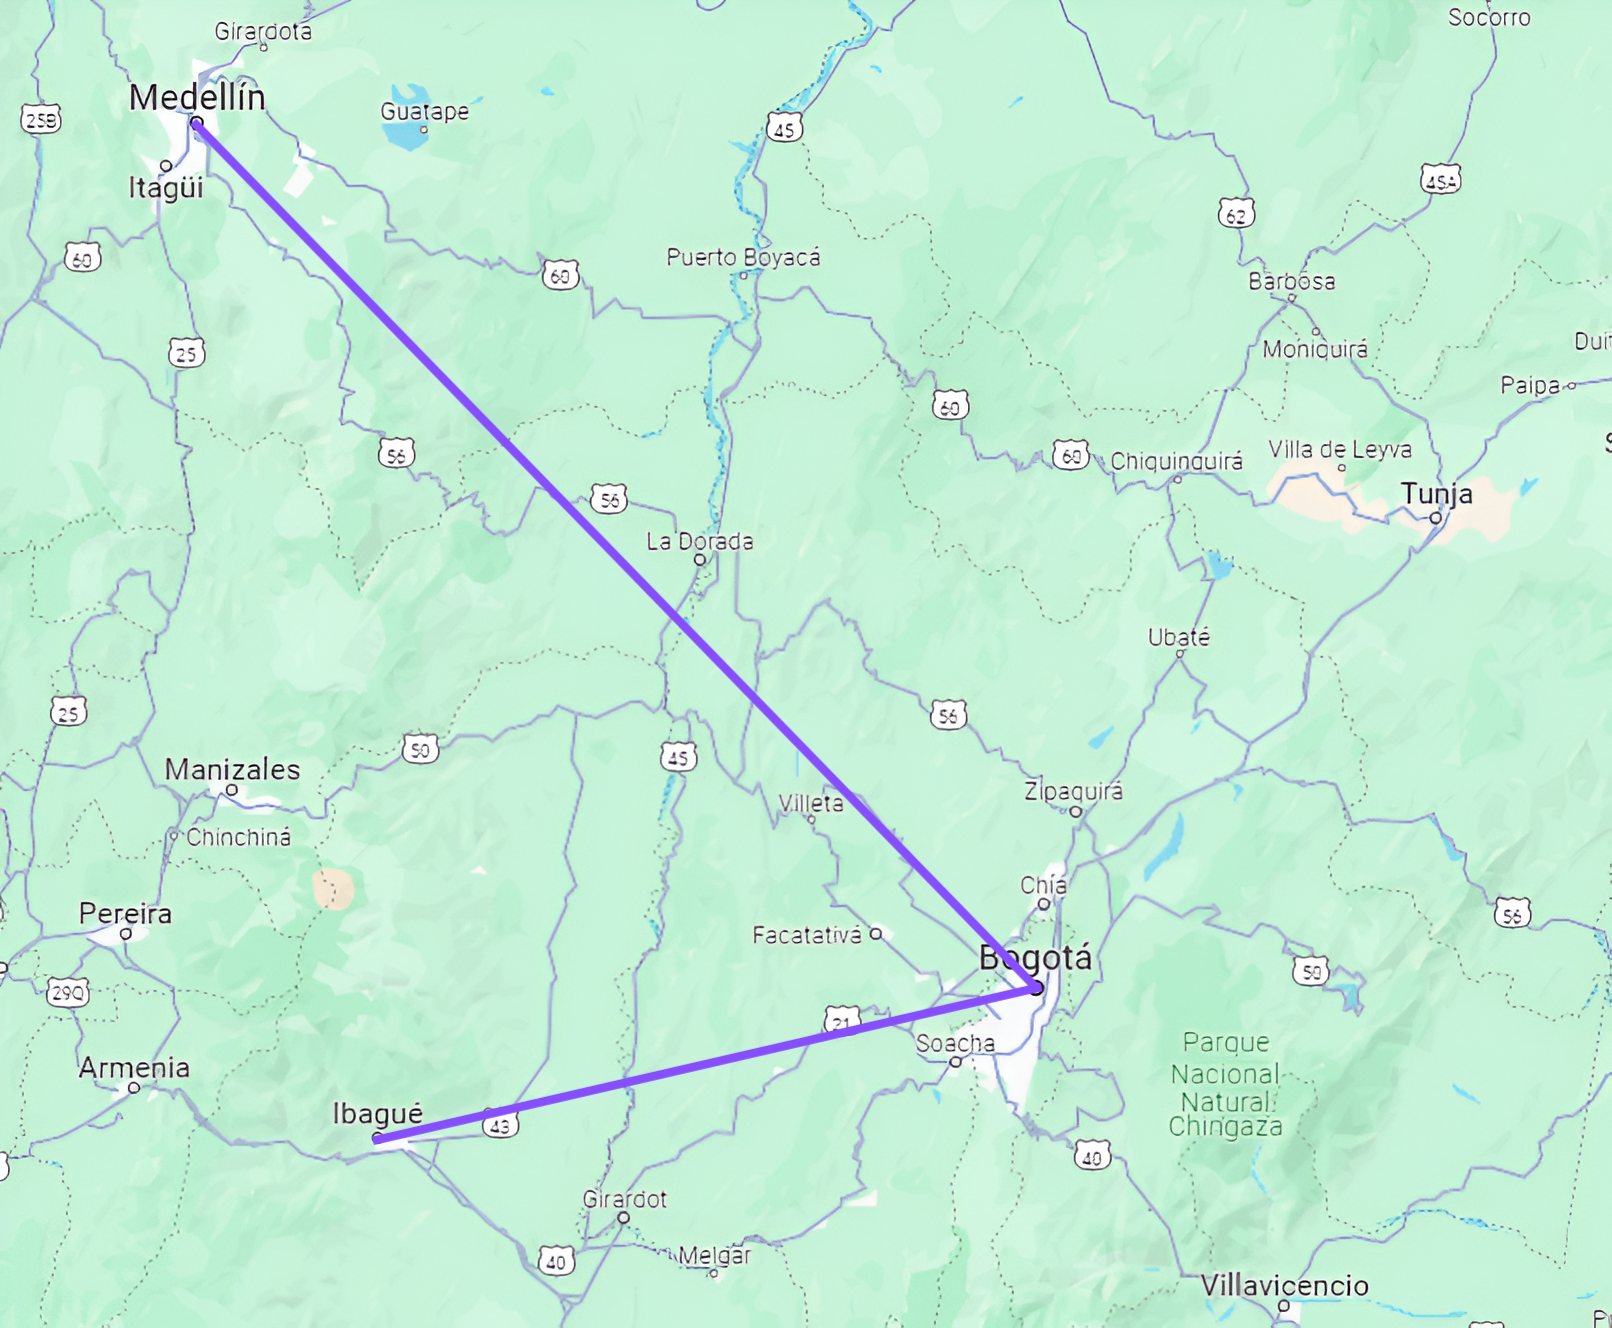 Socorro
Girardota
Medellín
Guatape
25B
45
Itagüí
45A
62
60
Puerto Boyacá
60
Barbosa
Moniquirá
25
Duit
Paipa
60
56
60
Chiquinquirá
Villa de Leyva
S
Tunja
56
La Dorada
Ubaté
25
56
50
45
Manizales
Zipaquirá
Villeta
Chinchiná
Chía
Pereira
56
Facatativá
Bogotá
50
29Q
21
Soacha
Parque
Nacional
Natural
Chingaza
Armenia
Ibagué
43
40
Girardot
Melgar
40
Villavicencio